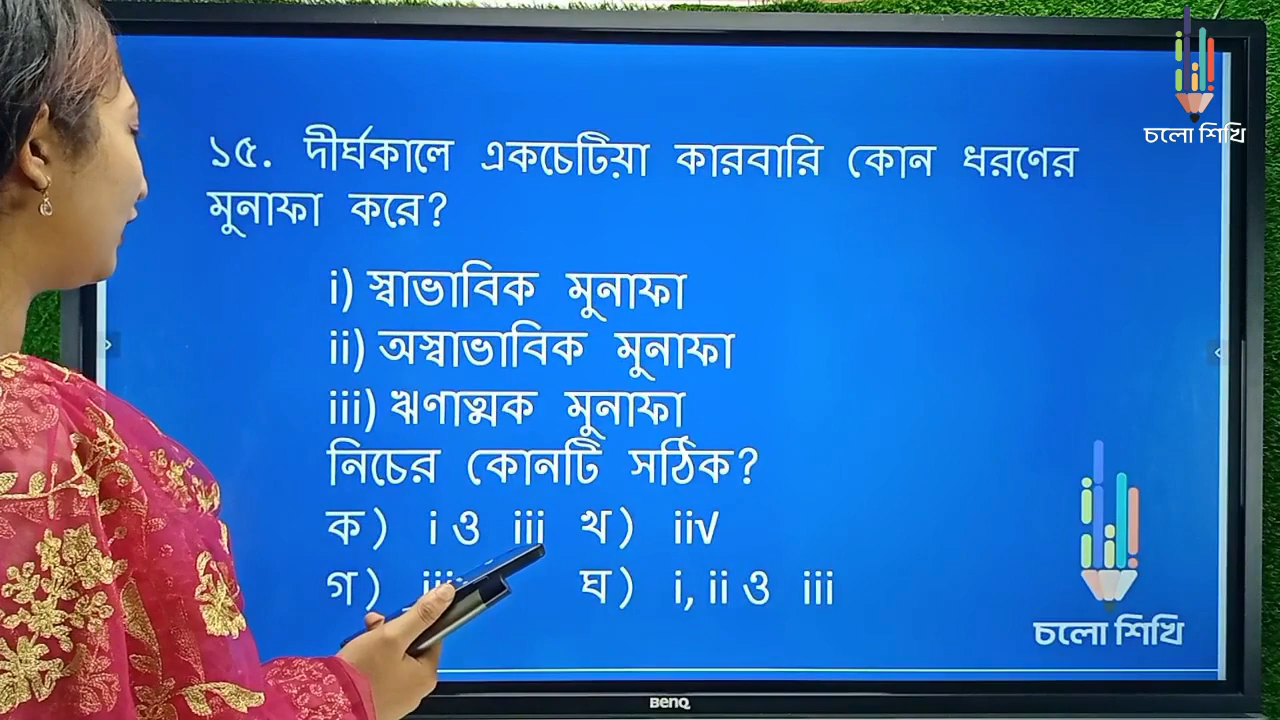 চলো শিখি
১৫. দীর্ঘকালে একচেটিয়া কারবারি কোন ধরণের
মুনাফা করে?
i) স্বাভাবিক মুনাফা
ii) অস্বাভাবিক মুনাফা
iii) ঋণাত্মক মুনাফা
নিচের কোনটি সঠিক?
ক) i ও iii খ) ii√
গ) ঘ) i, ii ও iii
চলো শিখি
BenQ